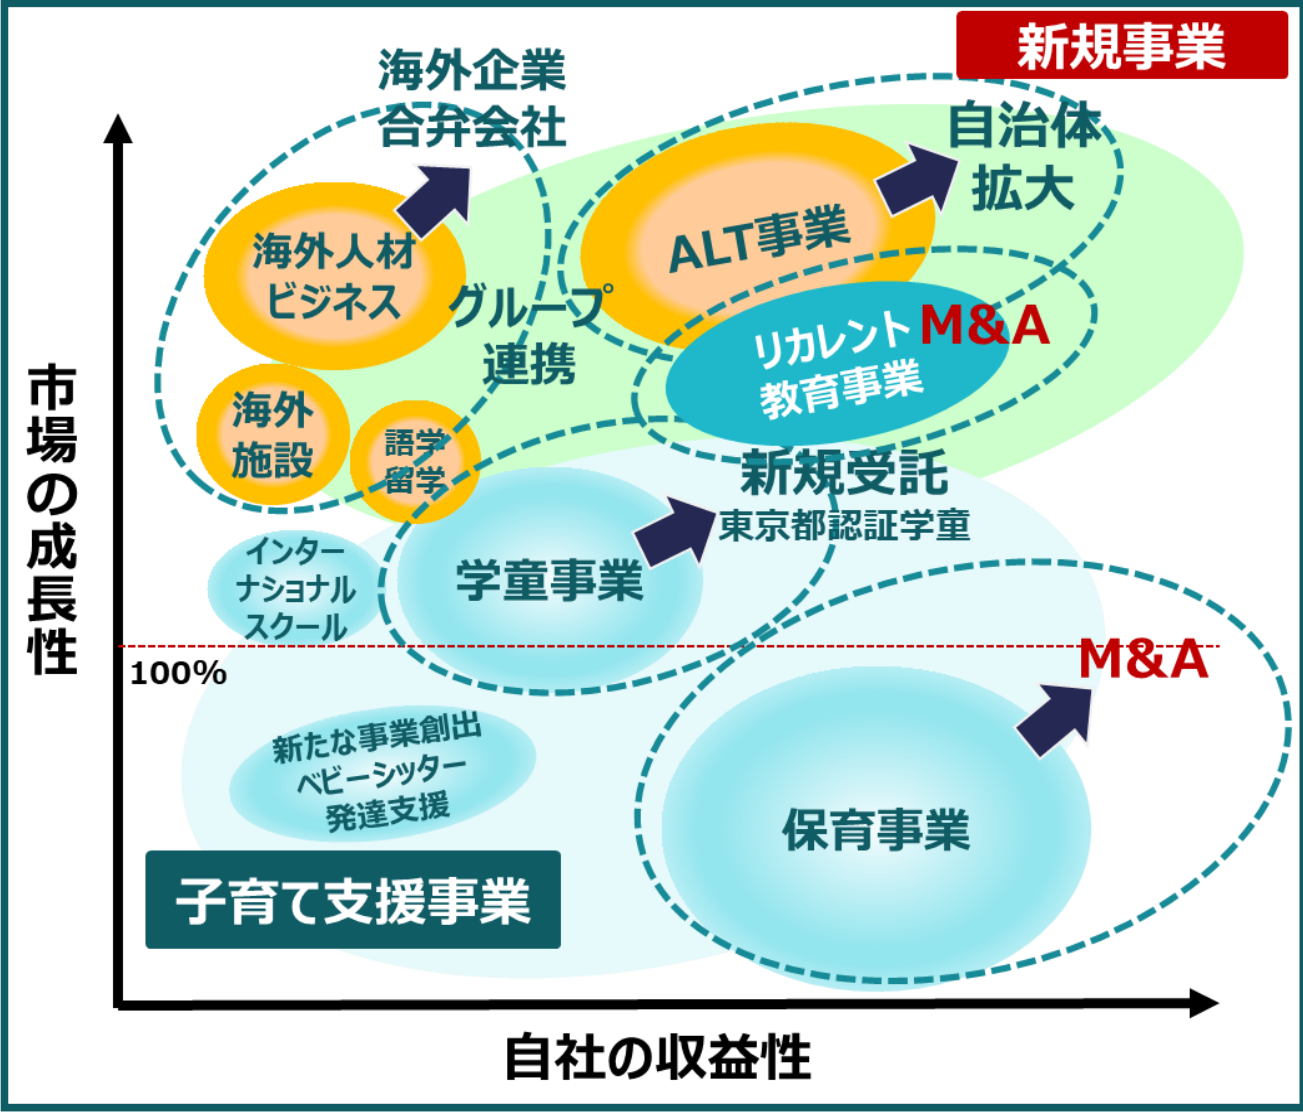 新規事業
海外企業
合弁会社
自治体
拡大
海外人材
ビジネス
ALT事業
グループ
連携
リカレント
教育事業
M&A
海外
施設
語学
留学
新規受託
東京都認証学童
インター
ナショナル
スクール
学童事業
市場の成長性
100%
M&A
新たな事業創出
ベビーシッター
発達支援
保育事業
子育て支援事業
自社の収益性